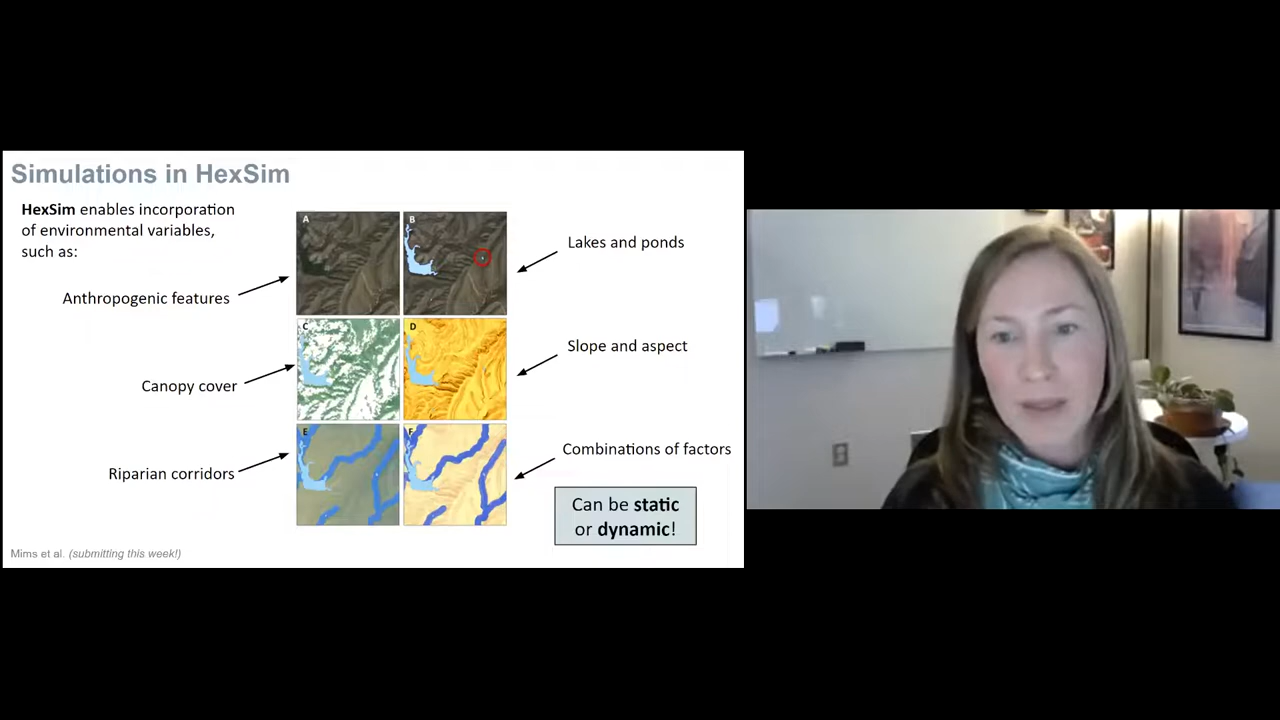 Simulations in HexSim
HexSim enables incorporation
of environmental variables,
such as:
A
B
Lakes and ponds
Anthropogenic features
C
D
Slope and aspect
Canopy cover
E
F
Combinations of factors
Riparian corridors
Can be static
or dynamic!
Mims et al. (submitting this week!)